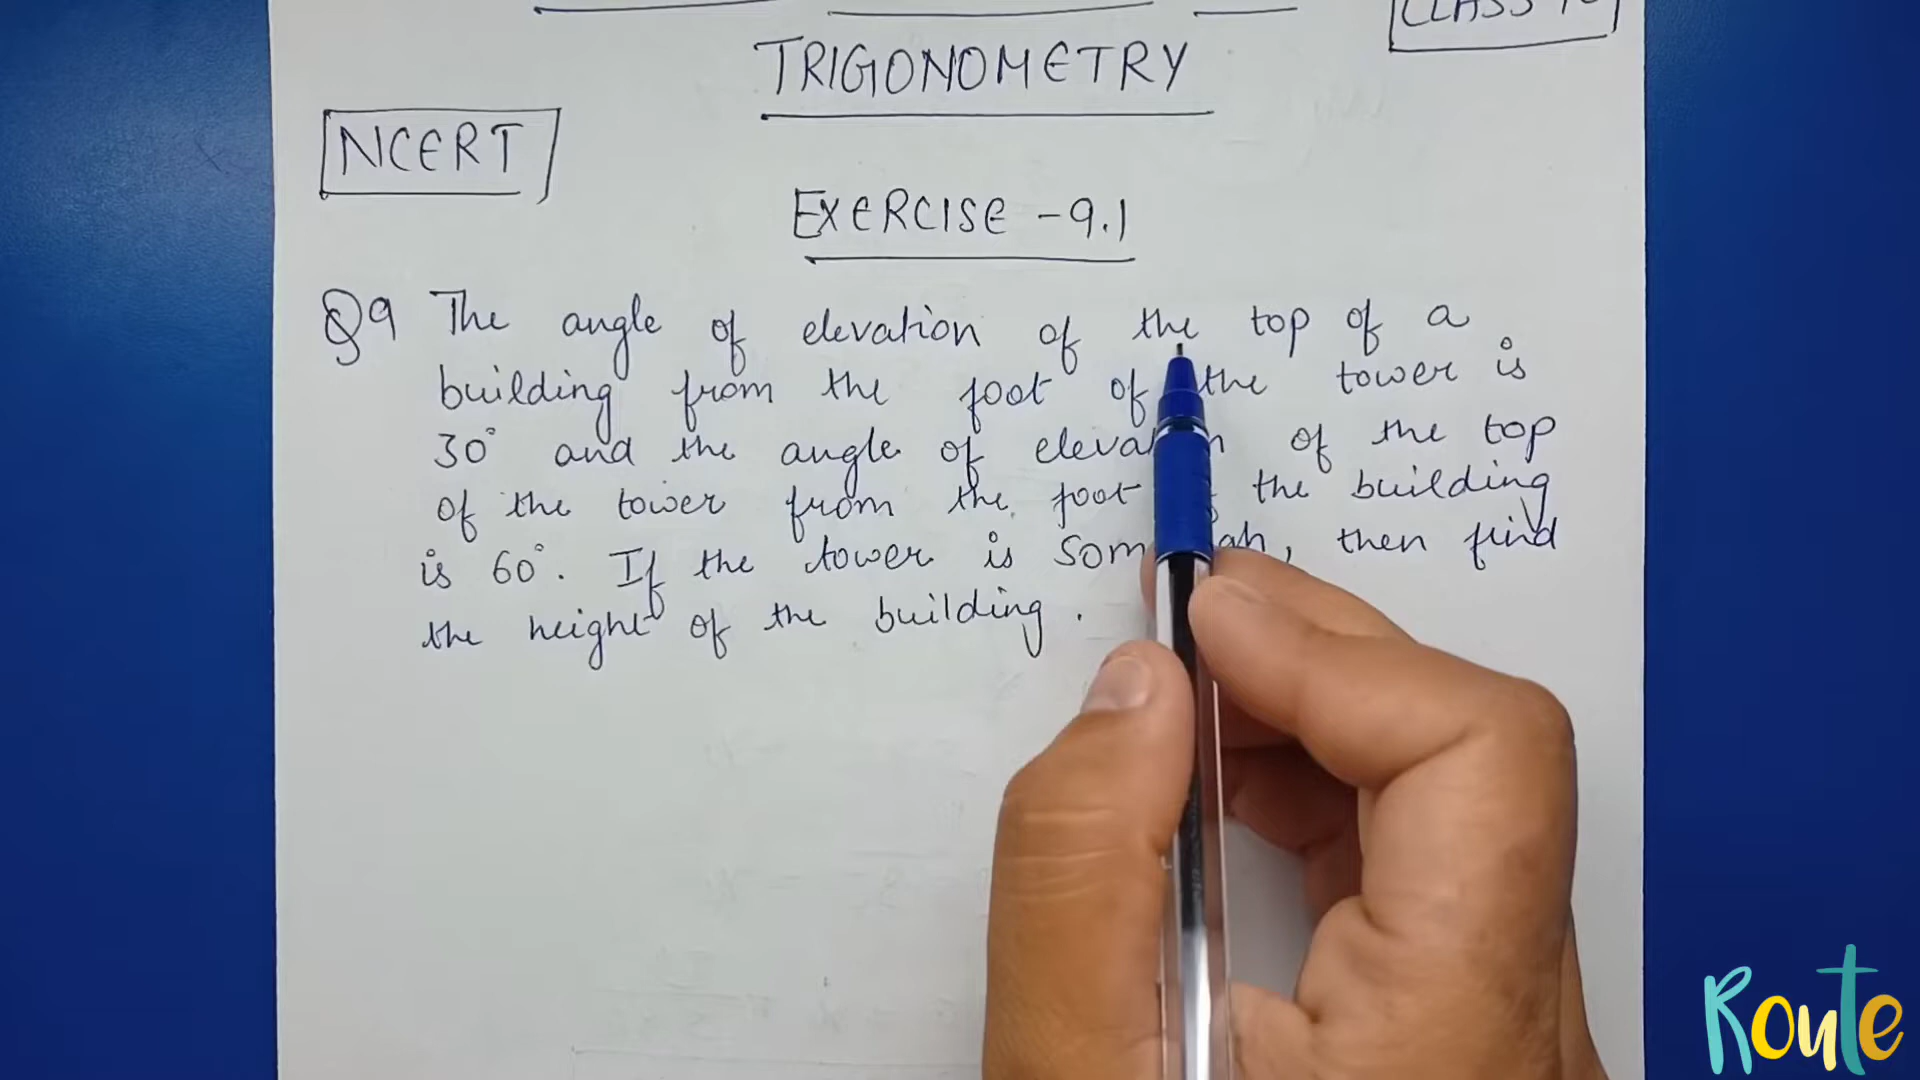 TRIGONOMETRY
NCERT
EXERCISE - 9.1
Q9 The angle of elevation of the top of a
building from the foot of the tower is
30° and the angle of of the top
of the tower from the foot the building
is 60°. If the tower is 50m, then find
the height of the building.
Route